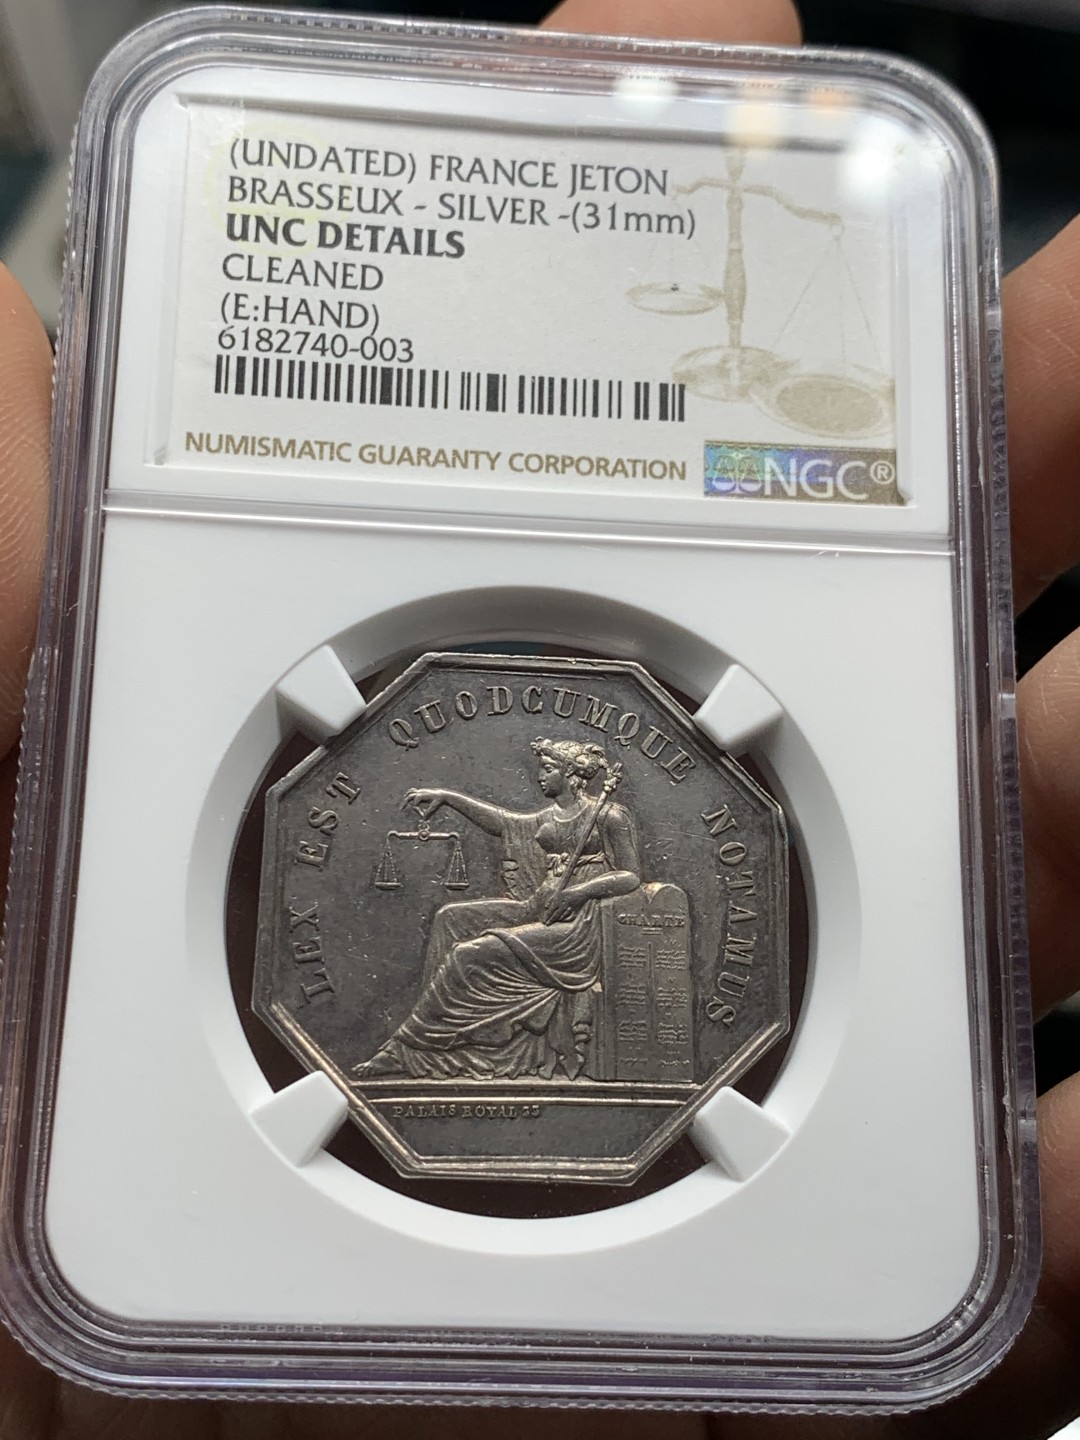 (UNDATED) FRANCE JETON
BRASSEUX - SILVER -(31mm)
UNC DETAILS
CLEANED
(E:HAND)
6182740-003
NUMISMATIC GUARANTY CORPORATION
NGC®
LEX EST QUODCUMQUE NOTAMUS
CHARTE
PALAIS ROYAL